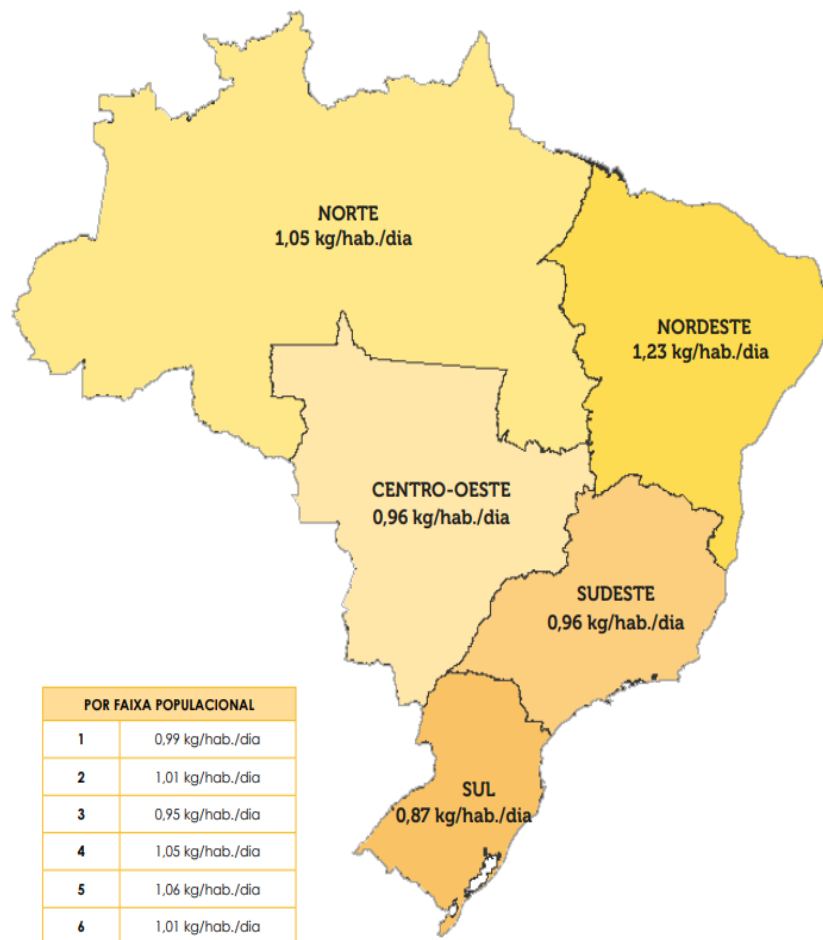 NORTE
1,05 kg/hab./dia
NORDESTE
1,23 kg/hab./dia
CENTRO-OESTE
0,96 kg/hab./dia
SUDESTE
0,96 kg/hab./dia
SUL
0,87 kg/hab./dia
POR FAIXA POPULACIONAL
1 0,99 kg/hab./dia
2 1,01 kg/hab./dia
3 0,95 kg/hab./dia
4 1,05 kg/hab./dia
5 1,06 kg/hab./dia
6 1,01 kg/hab./dia